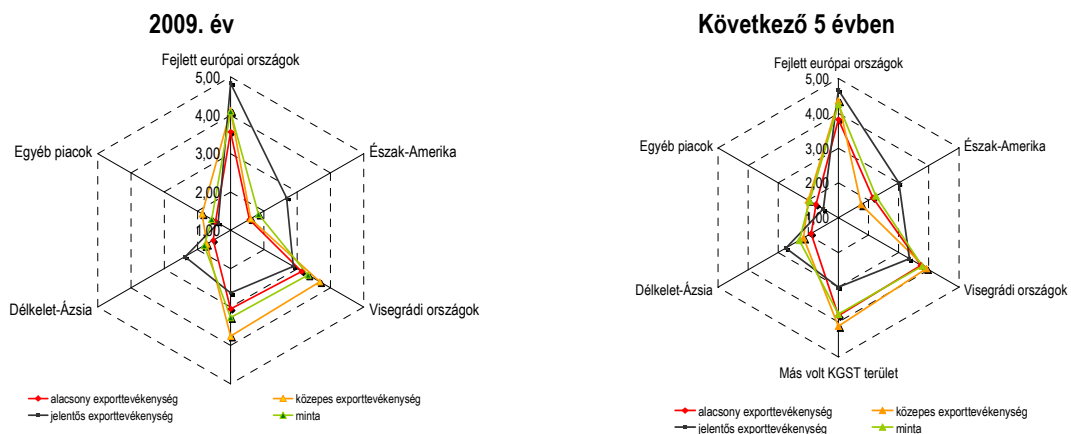 2009. év
Fejlett európai országok
5,00
4,00
3,00
2,00
1,00
Észak-Amerika
Egyéb piacok
Délkelet-Ázsia
Visegrádi országok
alacsony exporttevékenység
közepes exporttevékenység
jelentős exporttevékenység
minta
Következő 5 évben
Fejlett európai országok
5,00
4,00
3,00
2,00
1,00
Észak-Amerika
Egyéb piacok
Délkelet-Ázsia
Visegrádi országok
Más volt KGST terület
alacsony exporttevékenység
közepes exporttevékenység
jelentős exporttevékenység
minta